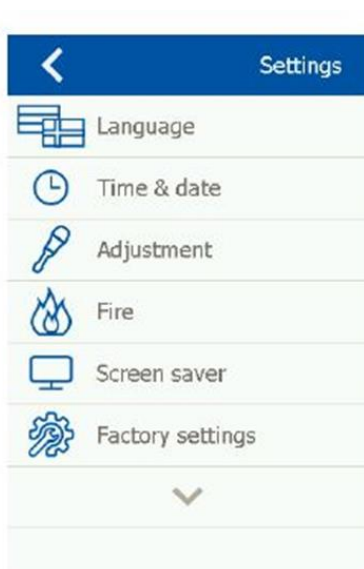 Settings
Language
Time & date
Adjustment
Fire
Screen saver
Factory settings